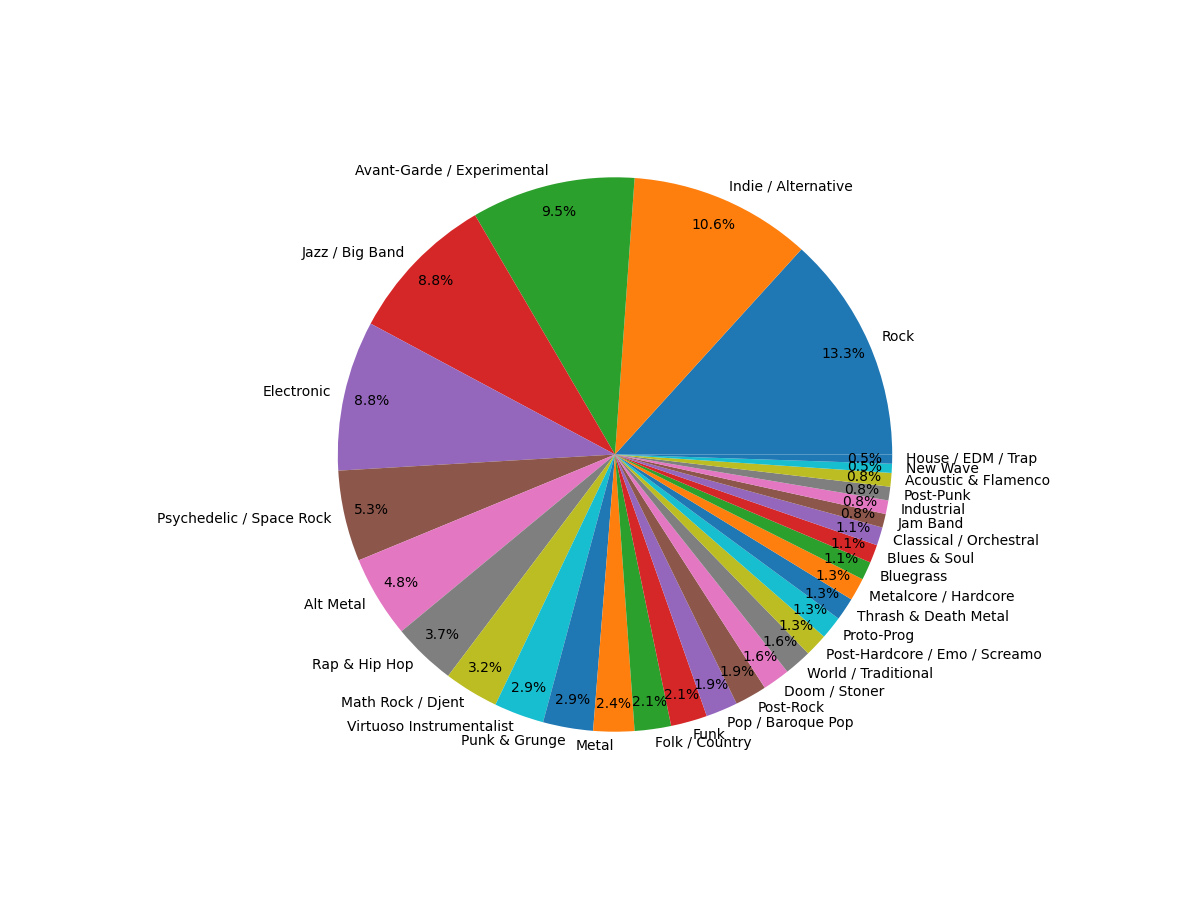 Rock
13.3%
Indie / Alternative
10.6%
Avant-Garde / Experimental
9.5%
Jazz / Big Band
8.8%
Electronic
8.8%
Psychedelic / Space Rock
5.3%
Alt Metal
4.8%
Rap & Hip Hop
3.7%
Math Rock / Djent
3.2%
Virtuoso Instrumentalist
2.9%
Punk & Grunge
2.9%
Metal
2.4%
Folk / Country
2.1%
Funk
2.1%
Pop / Baroque Pop
1.9%
Post-Rock
1.9%
Doom / Stoner
1.6%
World / Traditional
1.6%
Post-Hardcore / Emo / Screamo
1.3%
Proto-Prog
1.3%
Thrash & Death Metal
1.3%
Metalcore / Hardcore
1.3%
Bluegrass
1.1%
Blues & Soul
1.1%
Classical / Orchestral
1.1%
Jam Band
0.8%
Industrial
0.8%
Post-Punk
0.8%
Acoustic & Flamenco
0.8%
New Wave
0.5%
House / EDM / Trap
0.5%